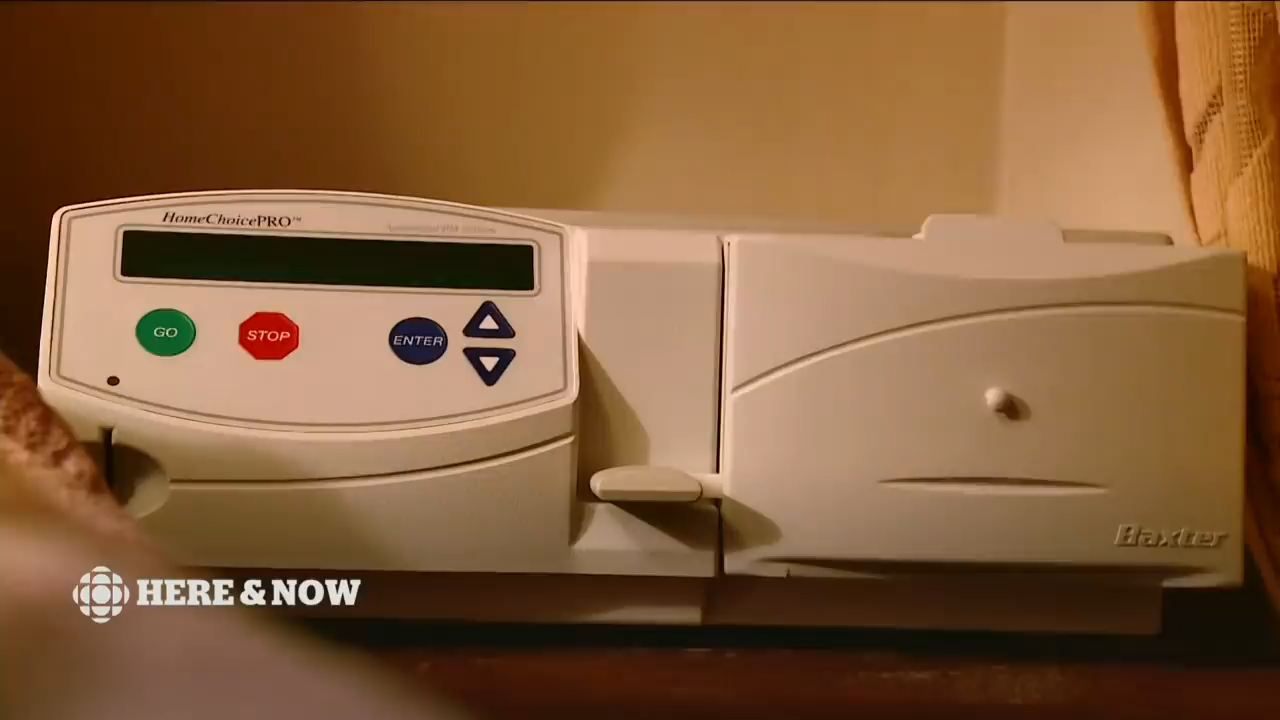 HomeChoicePRO™
GO
STOP
ENTER
Baxter
HERE & NOW